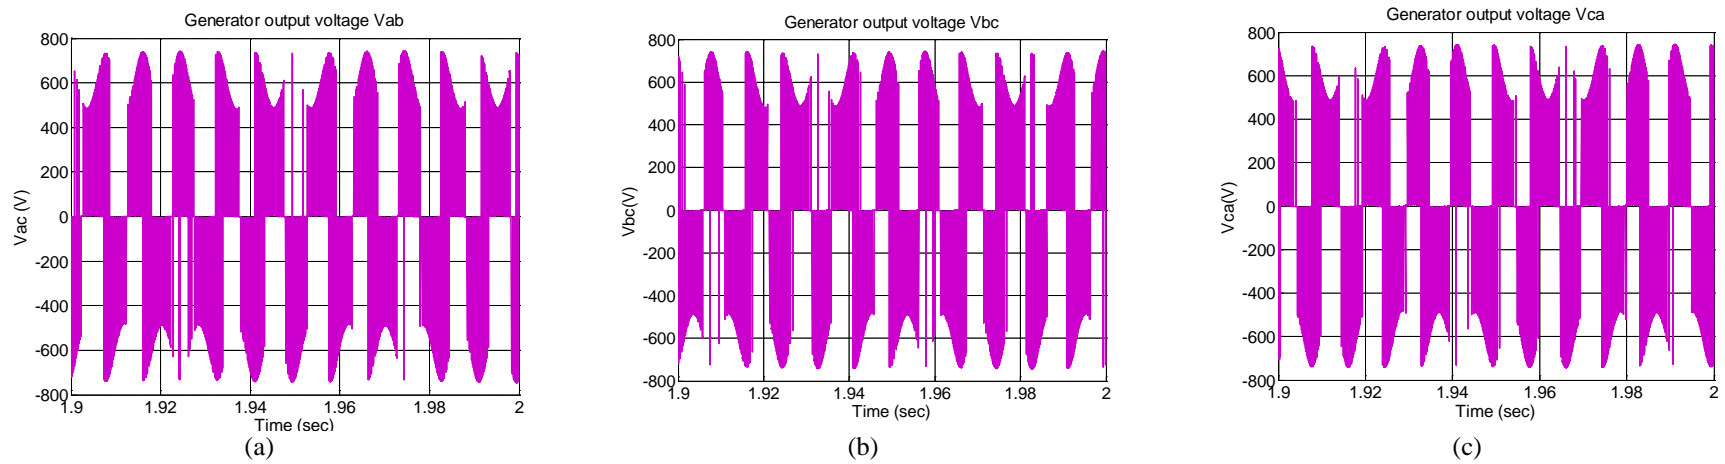 Generator output voltage Vab
800
600
400
200
0
-200
-400
-600
-800
Vac (V)
1.9 1.92 1.94 1.96 1.98 2
Time (sec)
(a)
Generator output voltage Vbc
800
600
400
200
0
-200
-400
-600
-800
Vbc(V)
1.9 1.92 1.94 1.96 1.98 2
Time (sec)
(b)
Generator output voltage Vca
800
600
400
200
0
-200
-400
-600
-800
Vca(V)
1.9 1.92 1.94 1.96 1.98 2
Time (sec)
(c)